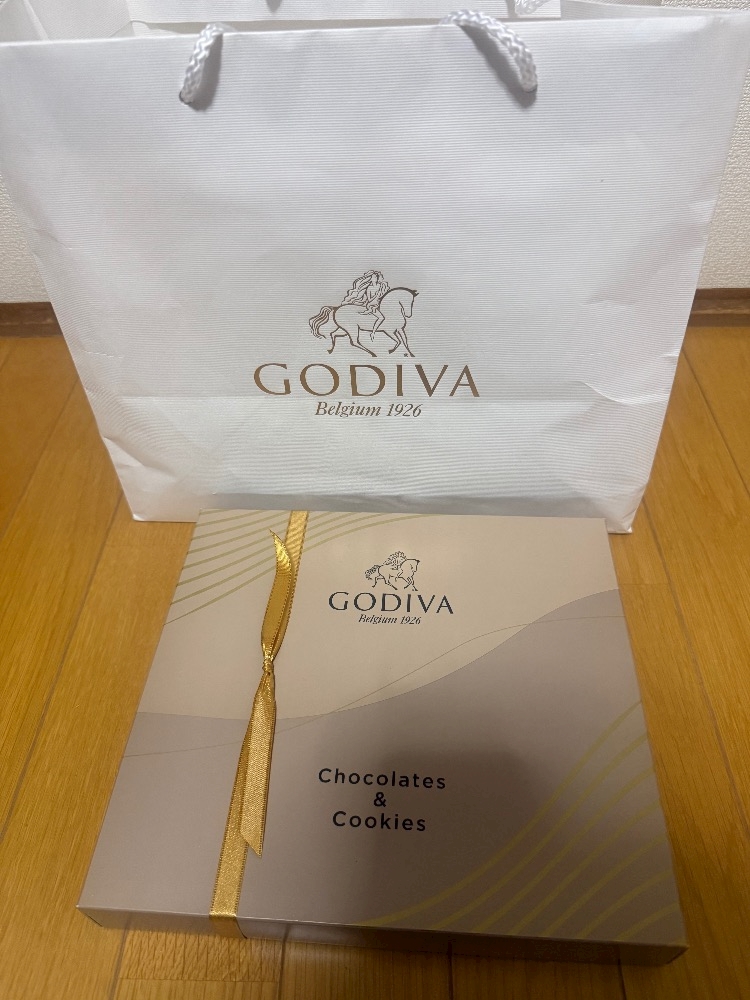 GODIVA
Belgium 1926
GODIVA
Belgium 1926
Chocolates
&
Cookies